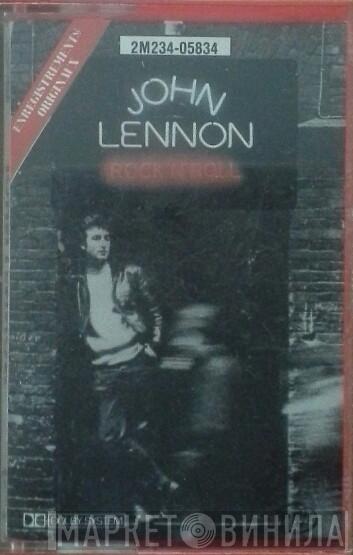 2M234-05834
ENREGISTREMENTS
ORIGINAUX
JOHN
LENNON
ROCK 'N' ROLL
DOLBY SYSTEM
МАРКЕТ ВИНИЛА